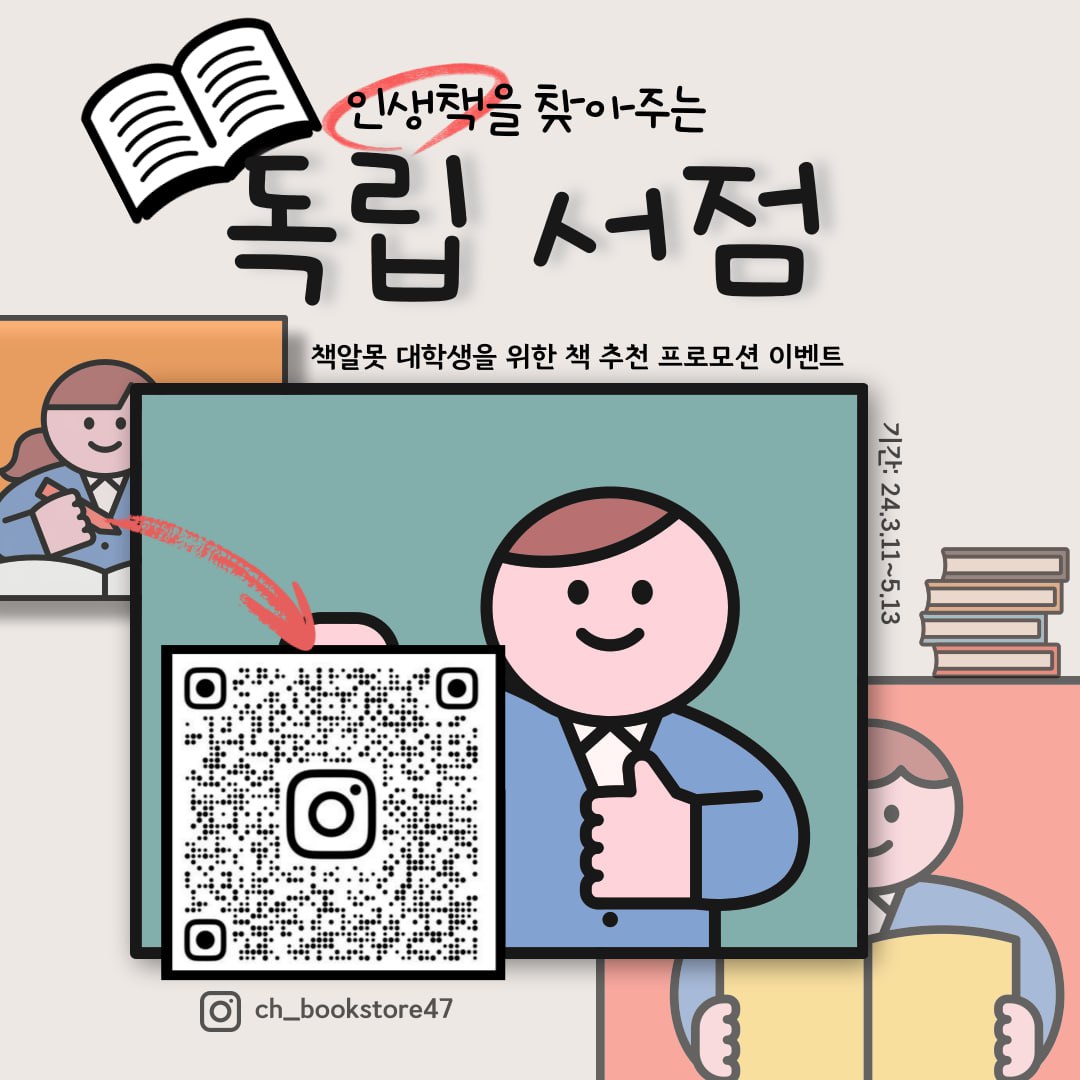 인생책을 찾아주는
독립 서점
책알못 대학생을 위한 책 추천 프로모션 이벤트
기간: 24.3.11~5.13
ch_bookstore47